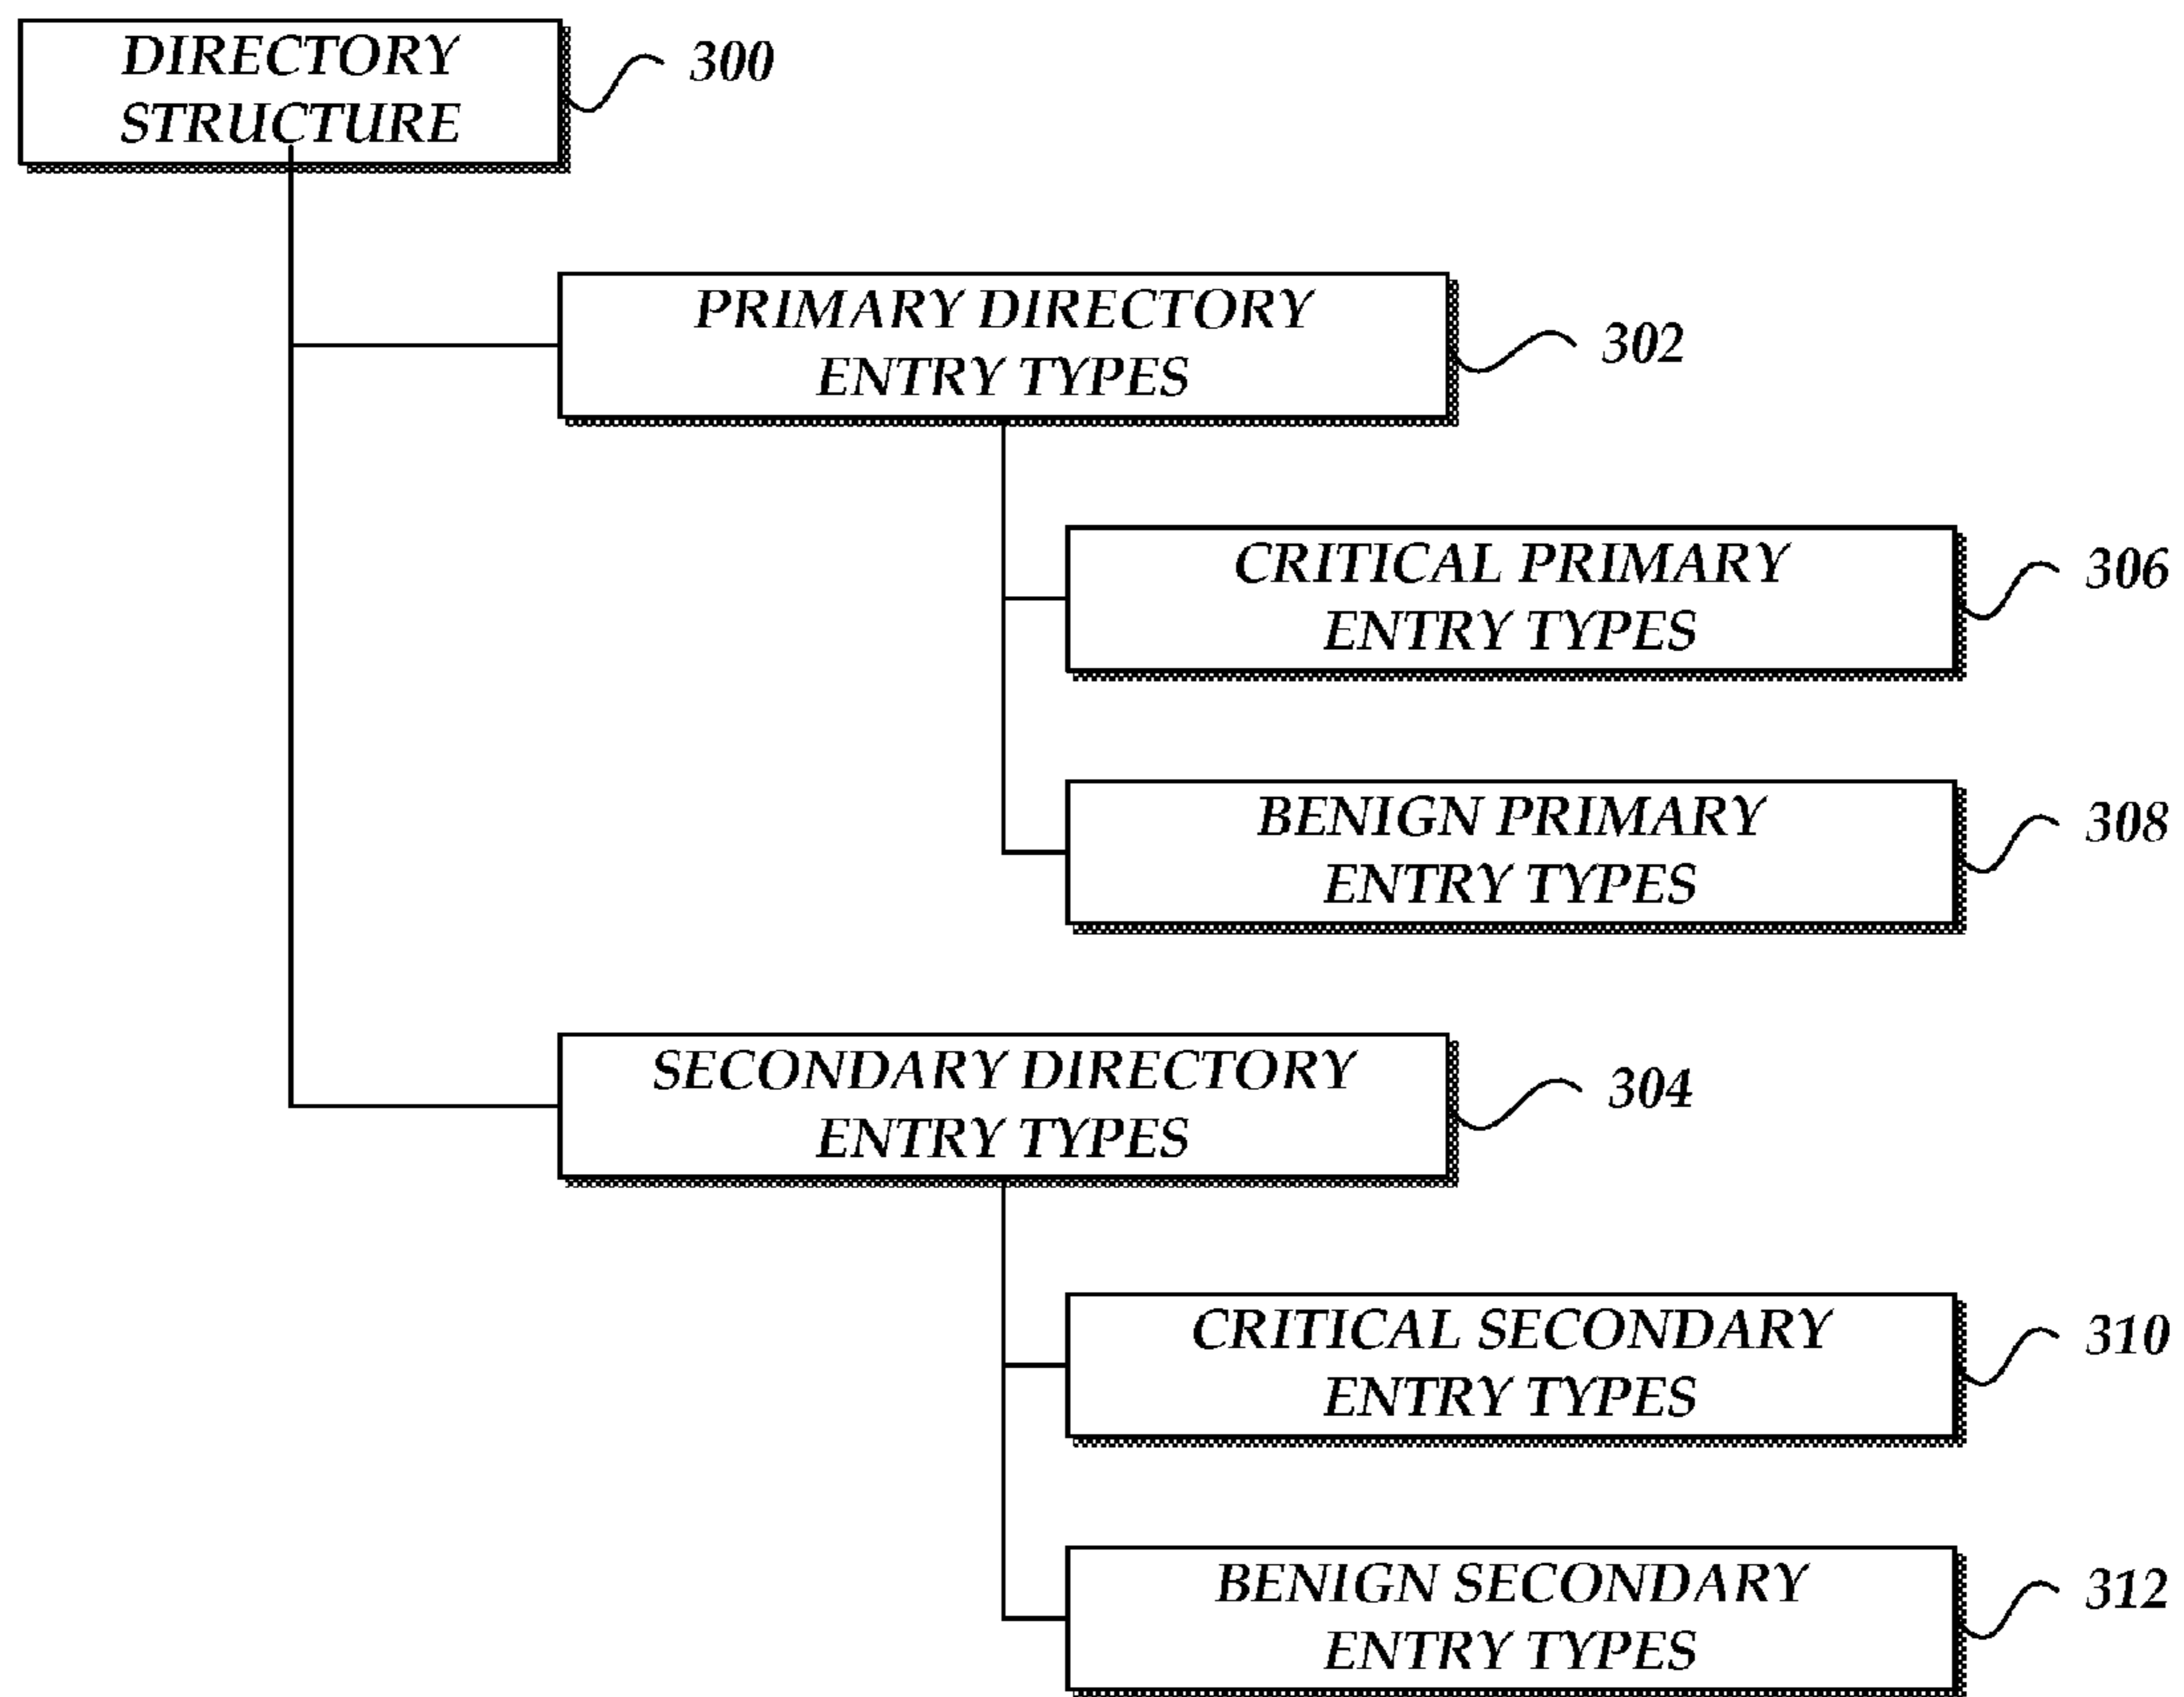 DIRECTORY
STRUCTURE
300
PRIMARY DIRECTORY
ENTRY TYPES
302
CRITICAL PRIMARY
ENTRY TYPES
306
BENIGN PRIMARY
ENTRY TYPES
308
SECONDARY DIRECTORY
ENTRY TYPES
304
CRITICAL SECONDARY
ENTRY TYPES
310
BENIGN SECONDARY
ENTRY TYPES
312